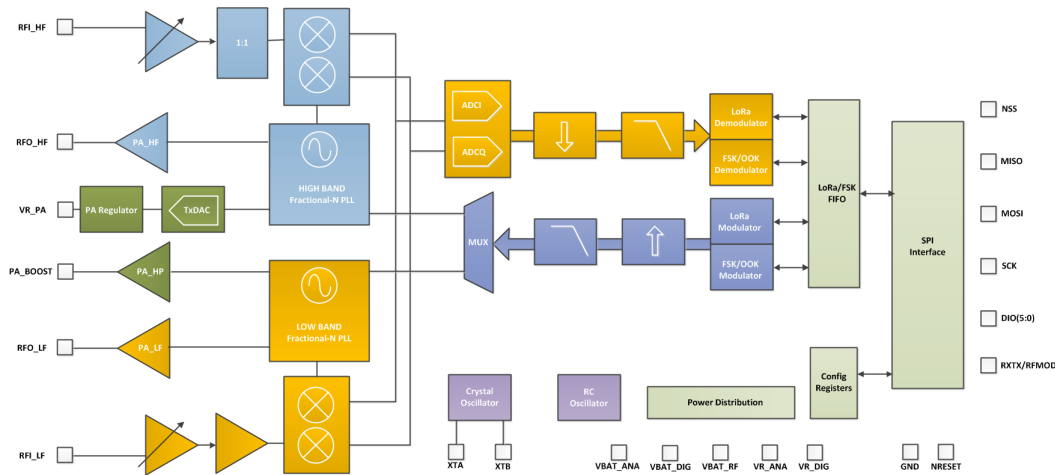 RFI_HF
1:1
RFO_HF
PA_HF
HIGH BAND
Fractional-N PLL
VR_PA
PA Regulator
TxDAC
PA_BOOST
PA_HP
LOW BAND
Fractional-N PLL
RFO_LF
PA_LF
RFI_LF
ADCI
ADCQ
MUX
LoRa
Demodulator
FSK/OOK
Demodulator
LoRa
Modulator
FSK/OOK
Modulator
LoRa/FSK
FIFO
SPI
Interface
Config
Registers
Crystal
Oscillator
RC
Oscillator
Power Distribution
XTA
XTB
VBAT_ANA
VBAT_DIG
VBAT_RF
VR_ANA
VR_DIG
GND
NRESET
NSS
MISO
MOSI
SCK
DIO(5:0)
RXTX/RFMOD